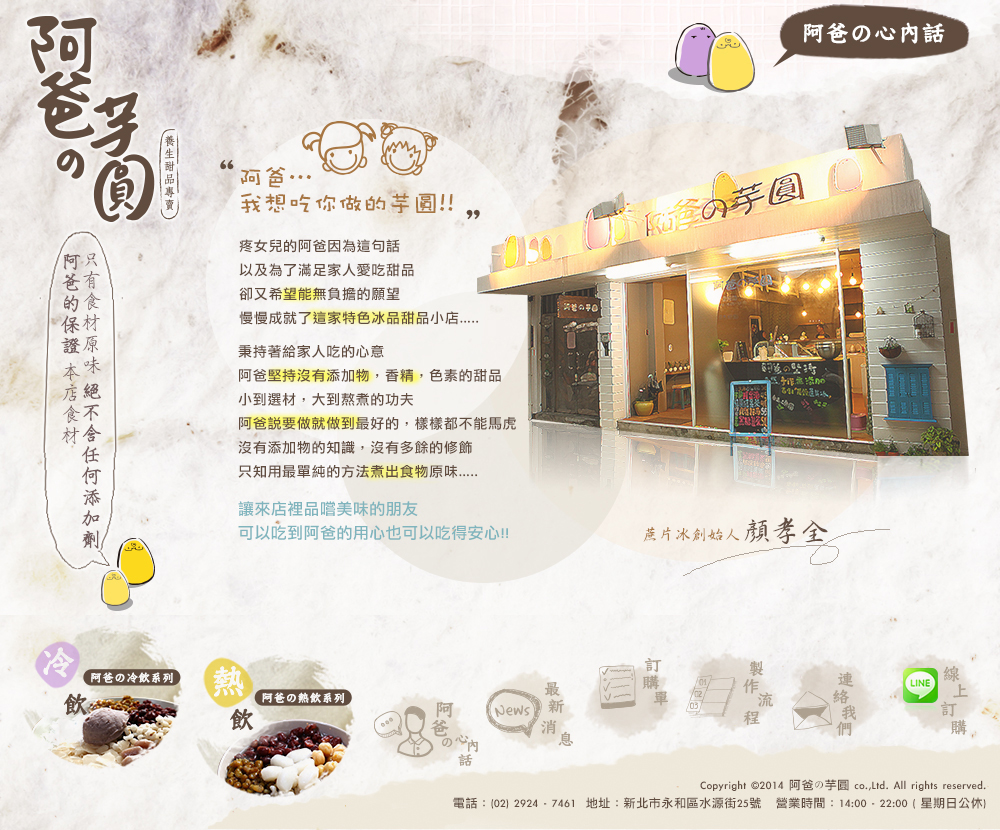 阿爸の芋圓
養生甜品專賣
阿爸の心內話
只有食材原味 絕不含任何添加劑
阿爸的保證 本店食材
“阿爸…
我想吃你做的芋圓!!”
疼女兒的阿爸因為這句話
以及為了滿足家人愛吃甜品
卻又希望能無負擔的願望
慢慢成就了這家特色冰品甜品小店.....
秉持著給家人吃的心意
阿爸堅持沒有添加物，香精，色素的甜品
小到選材，大到熬煮的功夫
阿爸説要做就做到最好的，樣樣都不能馬虎
沒有添加物的知識，沒有多餘的修飾
只知用最單純的方法煮出食物原味.....
讓來店裡品嚐美味的朋友
可以吃到阿爸的用心也可以吃得安心!!
阿爸の芋圓
阿爸の芋圓
蔗片冰創始人 顏孝全
冷飲
阿爸の冷飲系列
熱飲
阿爸の熱飲系列
阿爸の心內話
News
最新消息
訂購單
01
02
03
製作流程
連絡我們
LINE
線上訂購
Copyright ©2014 阿爸の芋圓 co.,Ltd. All rights reserved.
電話：(02) 2924 - 7461 地址：新北市永和區水源街25號 營業時間：14:00 - 22:00 ( 星期日公休)